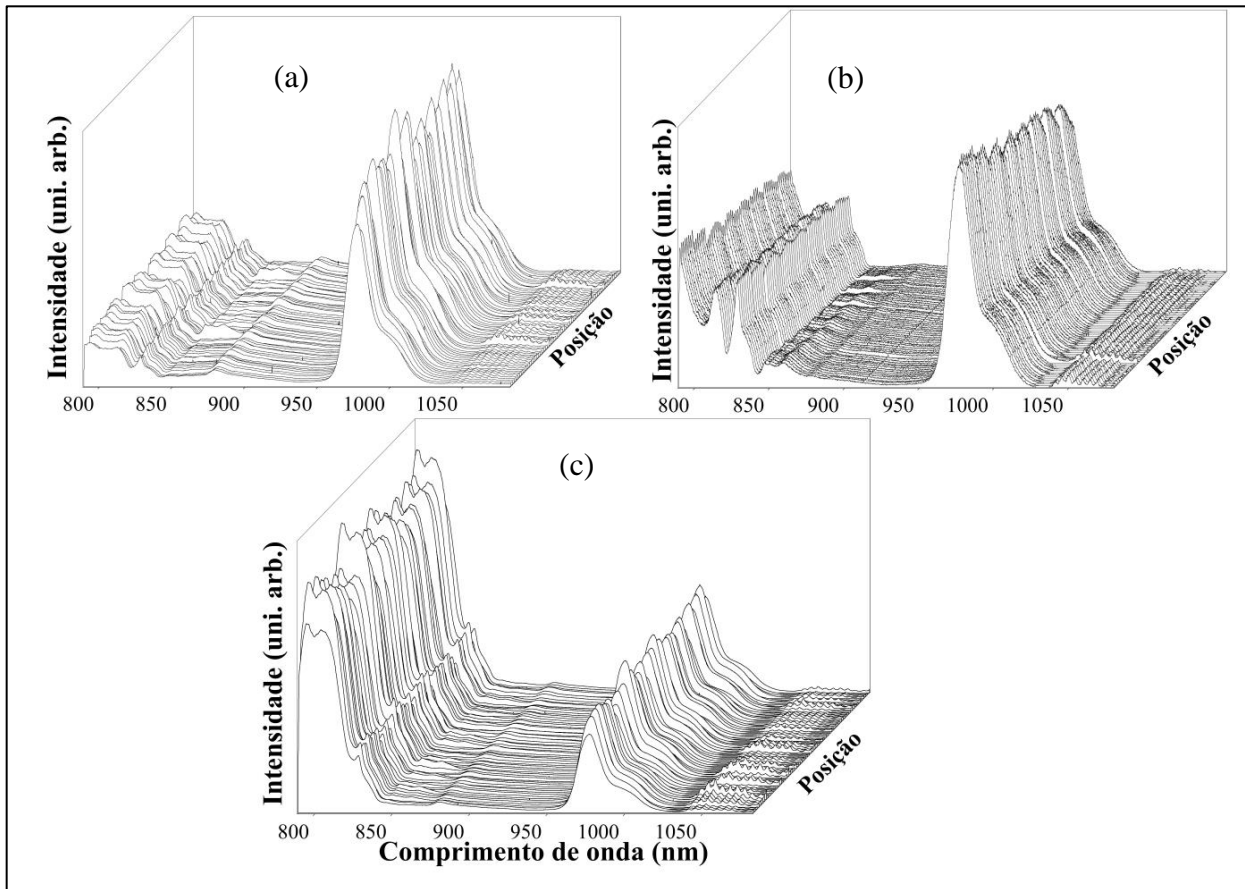 (a)
Intensidade (uni. arb.)
800 850 900 950 1000 1050
Posição
(b)
Intensidade (uni. arb.)
800 850 900 950 1000 1050
Posição
(c)
Intensidade (uni. arb.)
800 850 900 950 1000 1050
Comprimento de onda (nm)
Posição